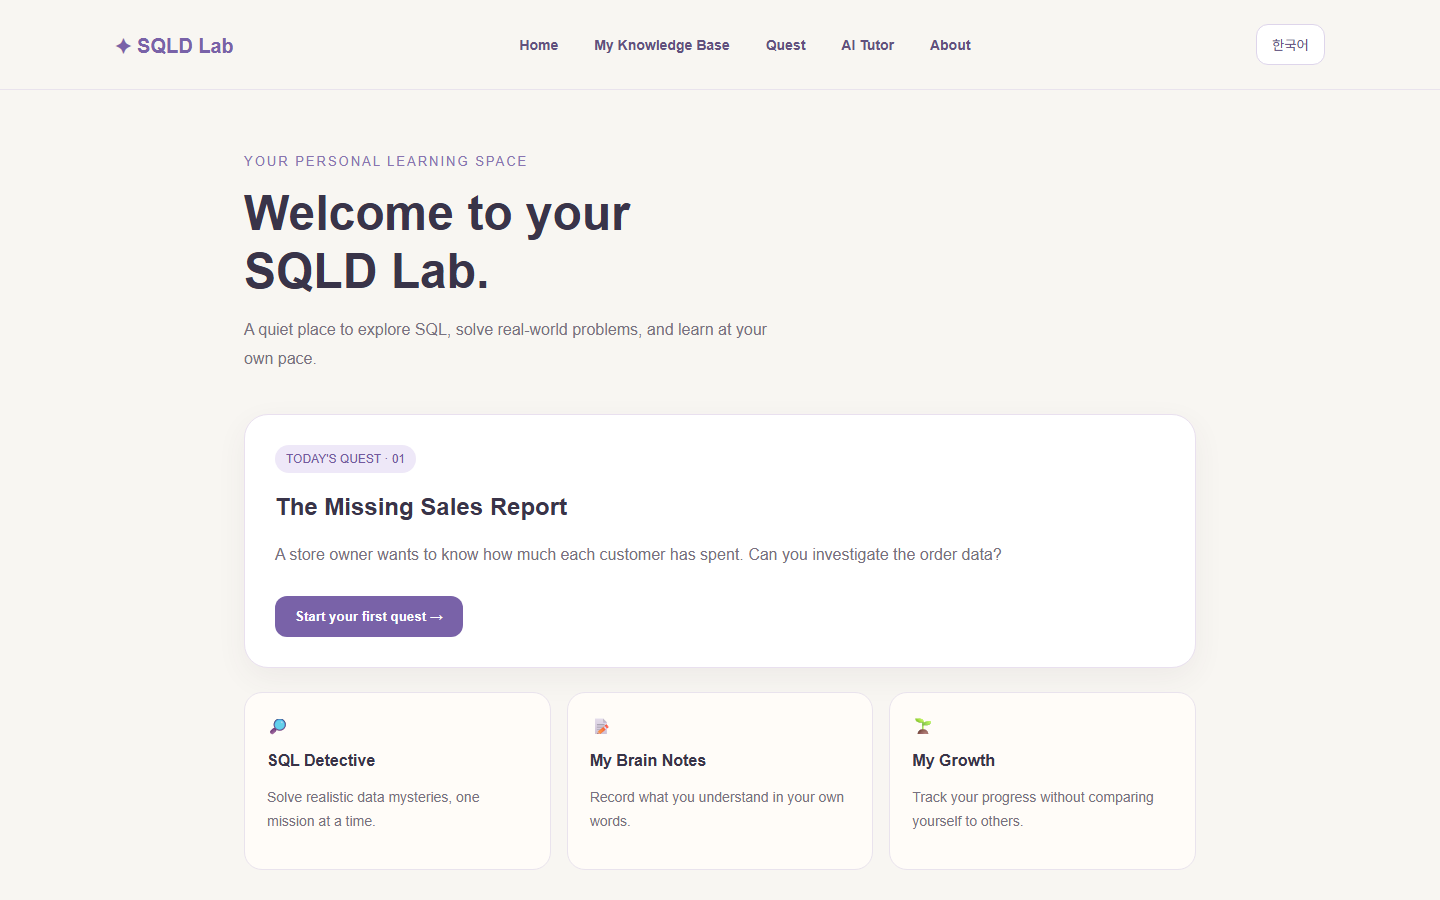 ✦ SQLD Lab
Home
My Knowledge Base
Quest
AI Tutor
About
한국어
YOUR PERSONAL LEARNING SPACE
Welcome to your
SQLD Lab.
A quiet place to explore SQL, solve real-world problems, and learn at your
own pace.
TODAY'S QUEST · 01
The Missing Sales Report
A store owner wants to know how much each customer has spent. Can you investigate the order data?
Start your first quest →
SQL Detective
Solve realistic data mysteries, one
mission at a time.
My Brain Notes
Record what you understand in your own
words.
My Growth
Track your progress without comparing
yourself to others.